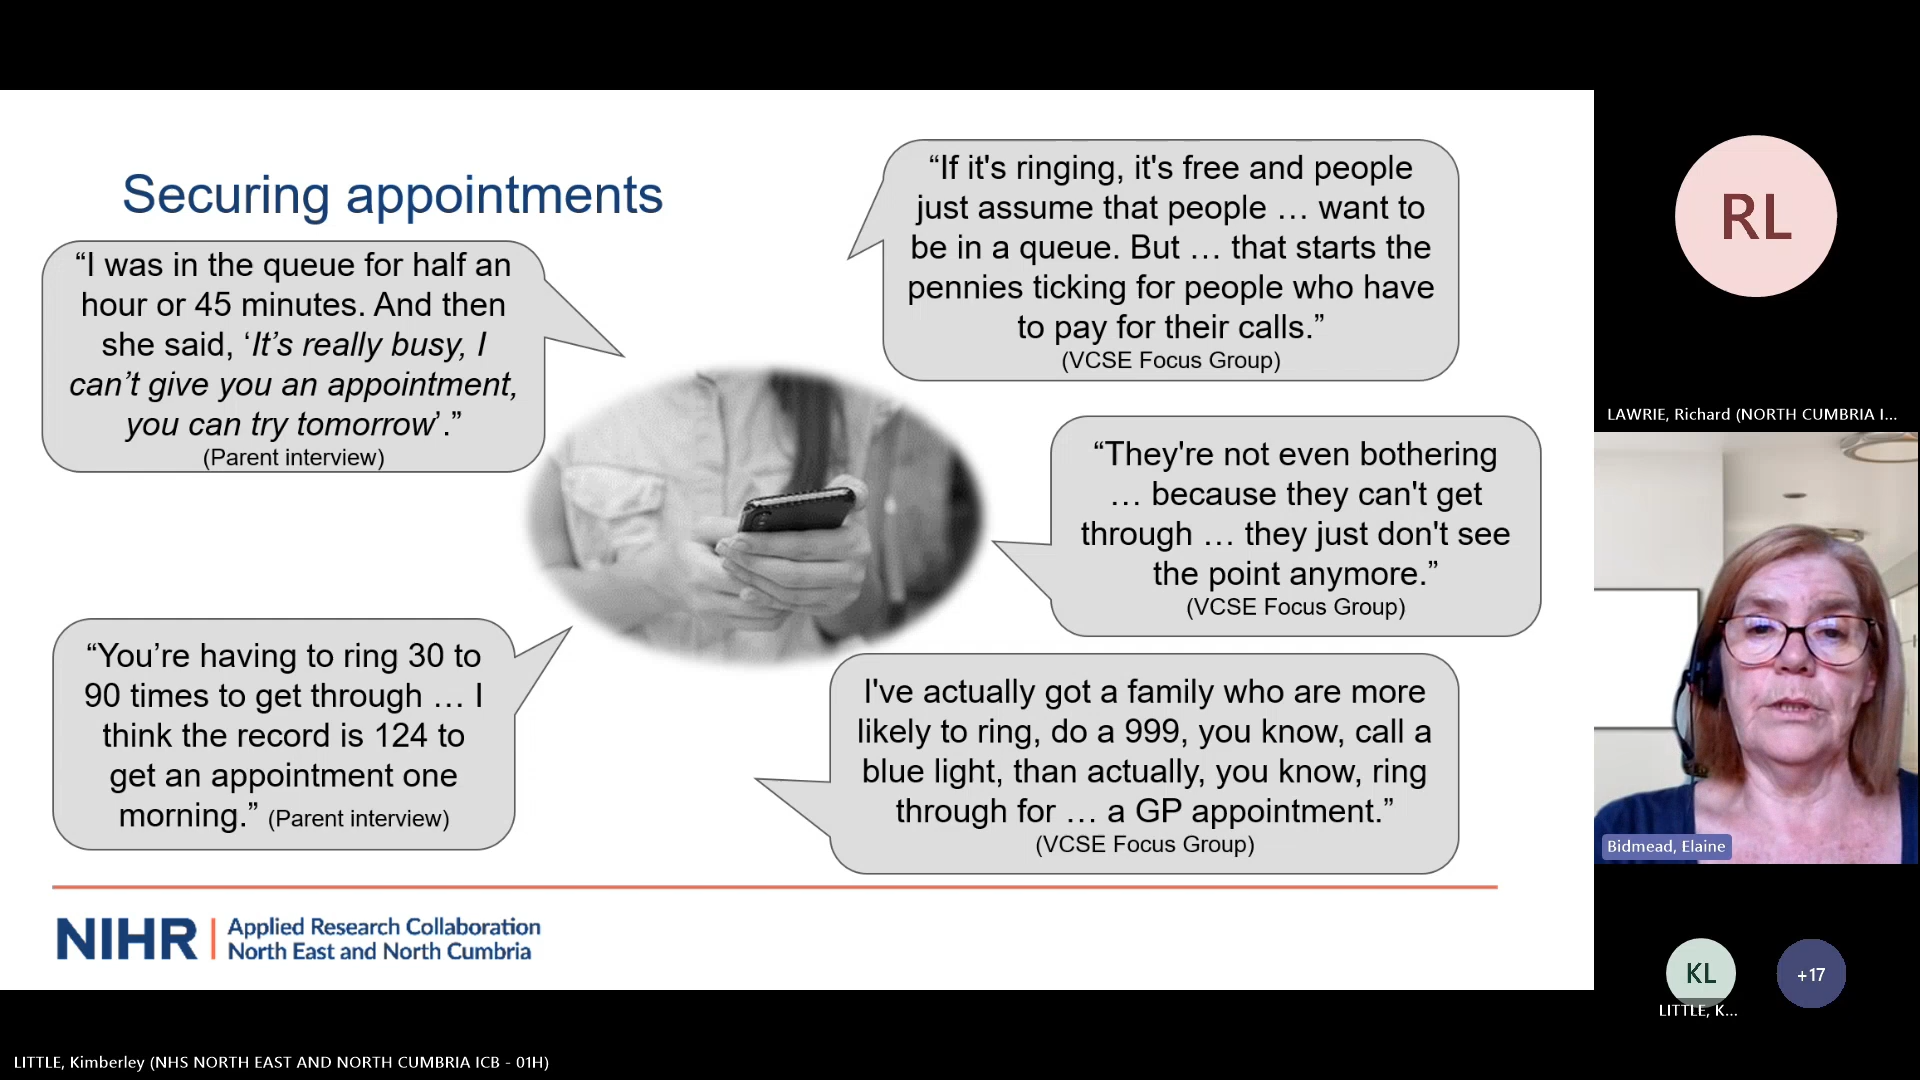 Securing appointments
“I was in the queue for half an
hour or 45 minutes. And then
she said, ‘It’s really busy, I
can’t give you an appointment,
you can try tomorrow’.”
(Parent interview)
“If it's ringing, it's free and people
just assume that people … want to
be in a queue. But … that starts the
pennies ticking for people who have
to pay for their calls.”
(VCSE Focus Group)
“They're not even bothering
… because they can't get
through … they just don't see
the point anymore.”
(VCSE Focus Group)
“You’re having to ring 30 to
90 times to get through … I
think the record is 124 to
get an appointment one
morning.” (Parent interview)
I've actually got a family who are more
likely to ring, do a 999, you know, call a
blue light, than actually, you know, ring
through for … a GP appointment.”
(VCSE Focus Group)
NIHR | Applied Research Collaboration
North East and North Cumbria
RL
LAWRIE, Richard (NORTH CUMBRIA I...
Bidmead, Elaine
KL
+17
LITTLE, K...
LITTLE, Kimberley (NHS NORTH EAST AND NORTH CUMBRIA ICB - 01H)